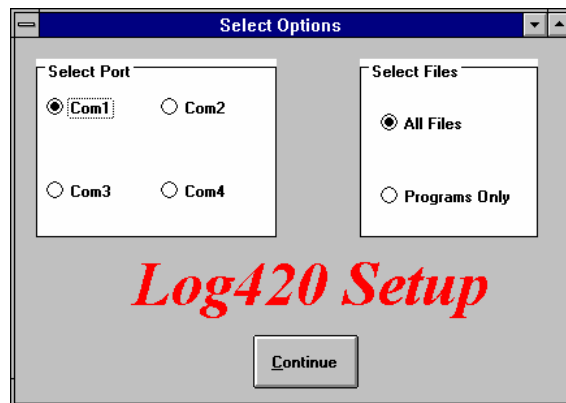 Select Options
Select Port
Com1
Com2
Com3
Com4
Select Files
All Files
Programs Only
Log420 Setup
Continue